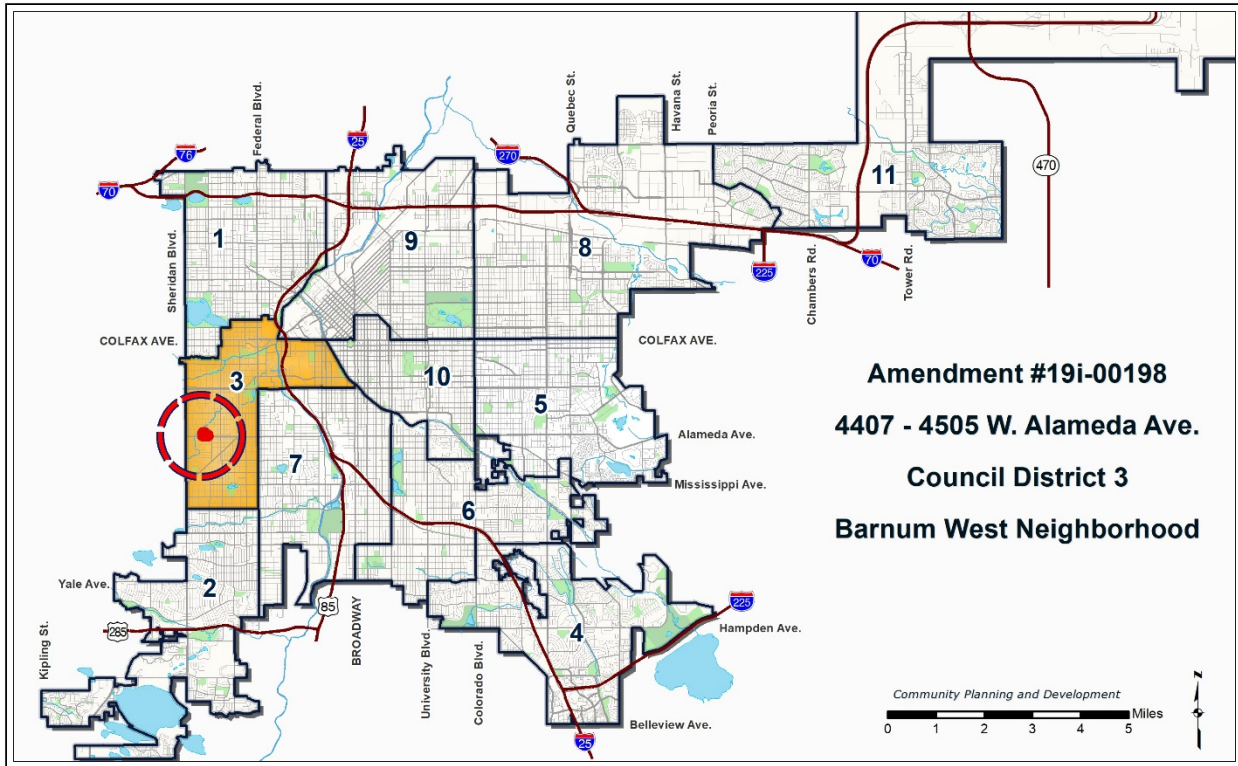 Federal Blvd.
Quebec St.
Havana St.
Peoria St.
76
25
270
70
470
11
1
9
8
Sheridan Blvd.
225
70
Chambers Rd.
Tower Rd.
COLFAX AVE.
COLFAX AVE.
3
10
5
Alameda Ave.
7
Mississippi Ave.
6
Amendment #19i-00198
4407 - 4505 W. Alameda Ave.
Council District 3
Barnum West Neighborhood
Yale Ave.
2
85
285
Kipling St.
BROADWAY
University Blvd.
Colorado Blvd.
4
225
Hampden Ave.
Belleview Ave.
25
Community Planning and Development
Miles
0 1 2 3 4 5
N